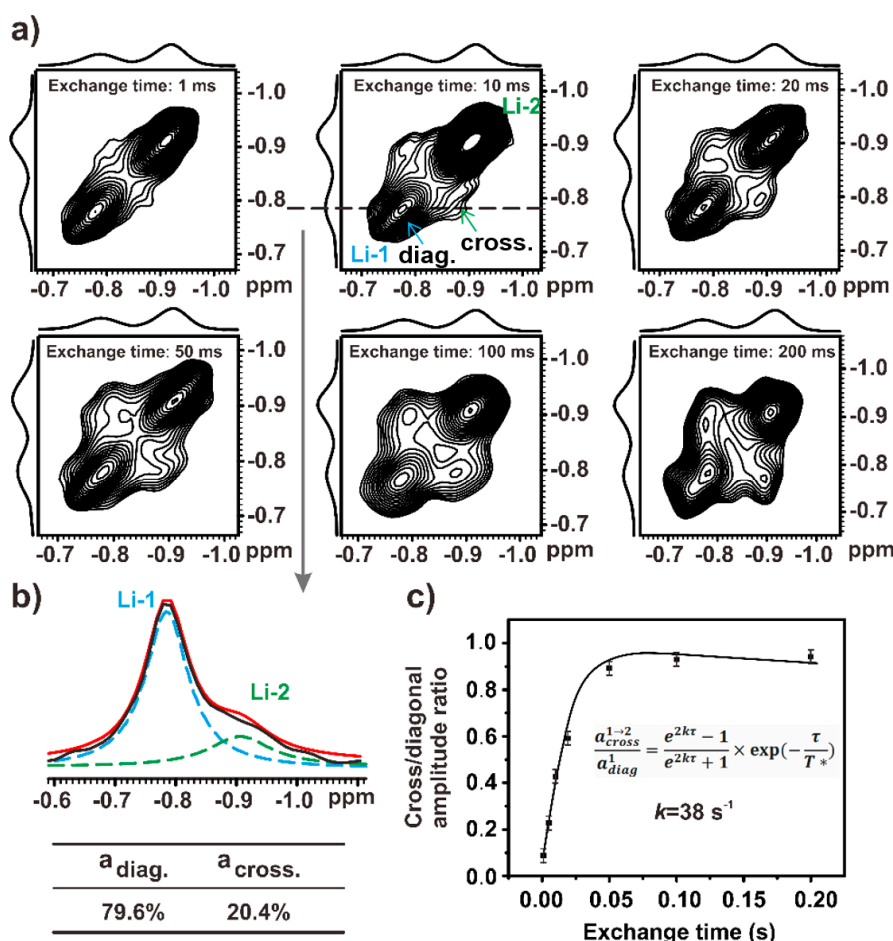 a)
Exchange time: 1 ms
-1.0
-0.9
-0.8
-0.7
-0.7 -0.8 -0.9 -1.0 ppm
Exchange time: 10 ms
Li-2
Li-1 diag. cross.
-1.0
-0.9
-0.8
-0.7
-0.7 -0.8 -0.9 -1.0 ppm
Exchange time: 20 ms
-1.0
-0.9
-0.8
-0.7
-0.7 -0.8 -0.9 -1.0 ppm
Exchange time: 50 ms
-1.0
-0.9
-0.8
-0.7
-0.7 -0.8 -0.9 -1.0 ppm
Exchange time: 100 ms
-1.0
-0.9
-0.8
-0.7
-0.7 -0.8 -0.9 -1.0 ppm
Exchange time: 200 ms
-1.0
-0.9
-0.8
-0.7
-0.7 -0.8 -0.9 -1.0 ppm
b)
Li-1
Li-2
-0.6 -0.7 -0.8 -0.9 -1.0 ppm
a diag. a cross.
79.6% 20.4%
c)
Cross/diagonal
amplitude ratio
1.0
0.8
0.6
0.4
0.2
0.0
a_{cross}^{1→2} / a_{diag}^{1} = (e^{2kτ} − 1) / (e^{2kτ} + 1) × exp(−τ / T*)
k=38 s⁻¹
0.00 0.05 0.10 0.15 0.20
Exchange time (s)